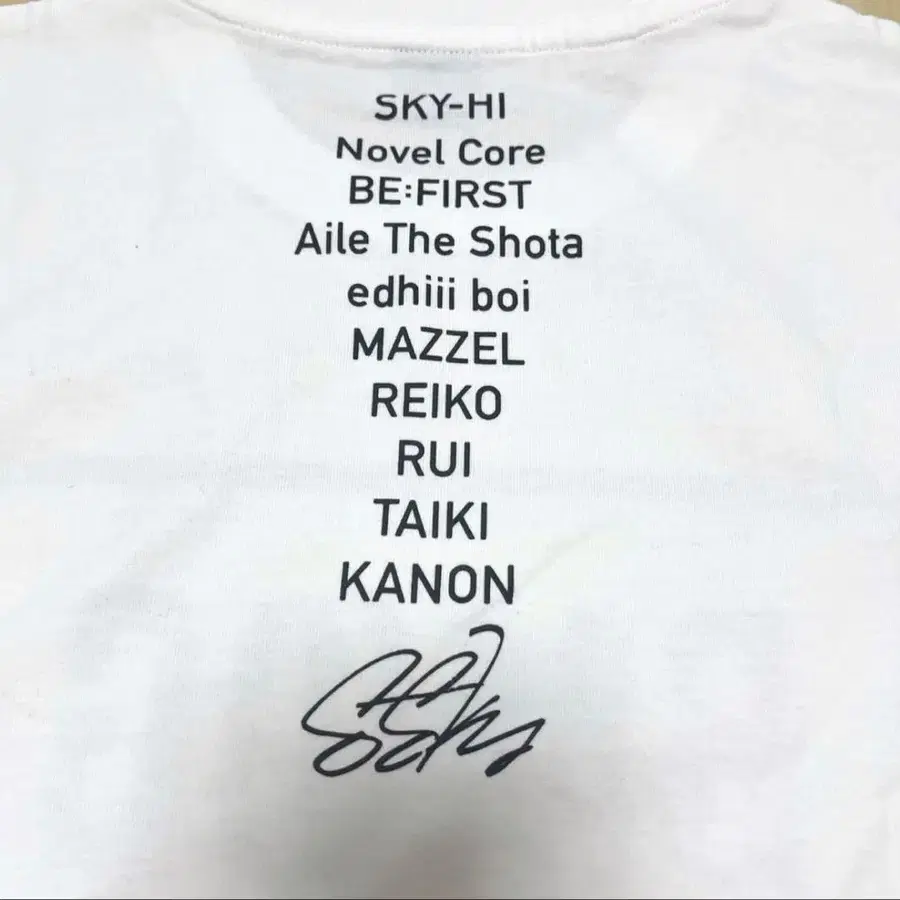 SKY-HI
Novel Core
BE:FIRST
Aile The Shota
edhiii boi
MAZZEL
REIKO
RUI
TAIKI
KANON